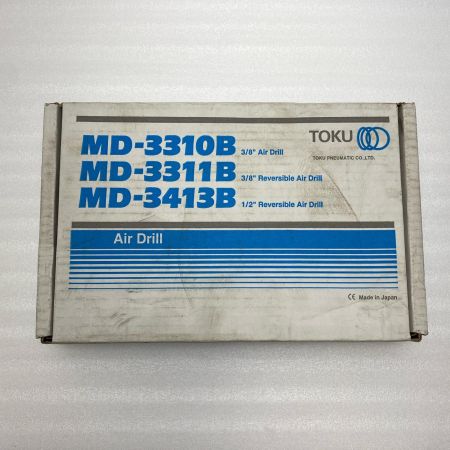 MD-3310B 3/8" Air Drill
MD-3311B 3/8" Reversible Air Drill
MD-3413B 1/2" Reversible Air Drill
TOKU
TOKU PNEUMATIC CO.,LTD.
Air Drill
CE Made in Japan